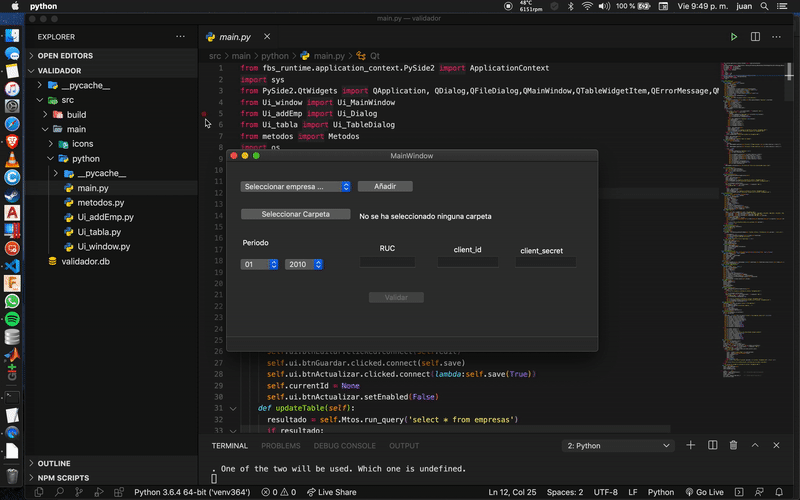 python
48°C
6151rpm
100 %
Vie 9:49 p. m.
juan
main.py — validador
EXPLORER
OPEN EDITORS
VALIDADOR
__pycache__
src
build
main
icons
python
__pycache__
main.py
metodos.py
Ui_addEmp.py
Ui_tabla.py
Ui_window.py
validador.db
OUTLINE
NPM SCRIPTS
main.py
src > main > python > main.py > Qt
1 from fbs_runtime.application_context.PySide2 import ApplicationContext
2 import sys
3 from PySide2.QtWidgets import QApplication, QDialog,QFileDialog,QMainWindow,QTableWidgetItem,QErrorMessage,
4 from Ui_window import Ui_MainWindow
5 from Ui_addEmp import Ui_Dialog
6 from Ui_tabla import Ui_TableDialog
7 from metodos import Metodos
8 import os
MainWindow
Seleccionar empresa ...
Añadir
Seleccionar Carpeta
No se ha seleccionado ninguna carpeta
Periodo
RUC
client_id
client_secret
01
2010
Validar
27 self.ui.btnGuardar.clicked.connect(self.save)
28 self.ui.btnActualizar.clicked.connect(lambda:self.save(True))
29 self.currentId = None
30 self.ui.btnActualizar.setEnabled(False)
31 def updateTable(self):
32 resultado = self.Mtos.run_query('select * from empresas')
33 if resultado:
TERMINAL
PROBLEMS
DEBUG CONSOLE
OUTPUT
2: Python
. One of the two will be used. Which one is undefined.
Python 3.6.4 64-bit ('venv364')
0
0
Live Share
Ln 12, Col 25
Spaces: 2
UTF-8
LF
Python
Go Live